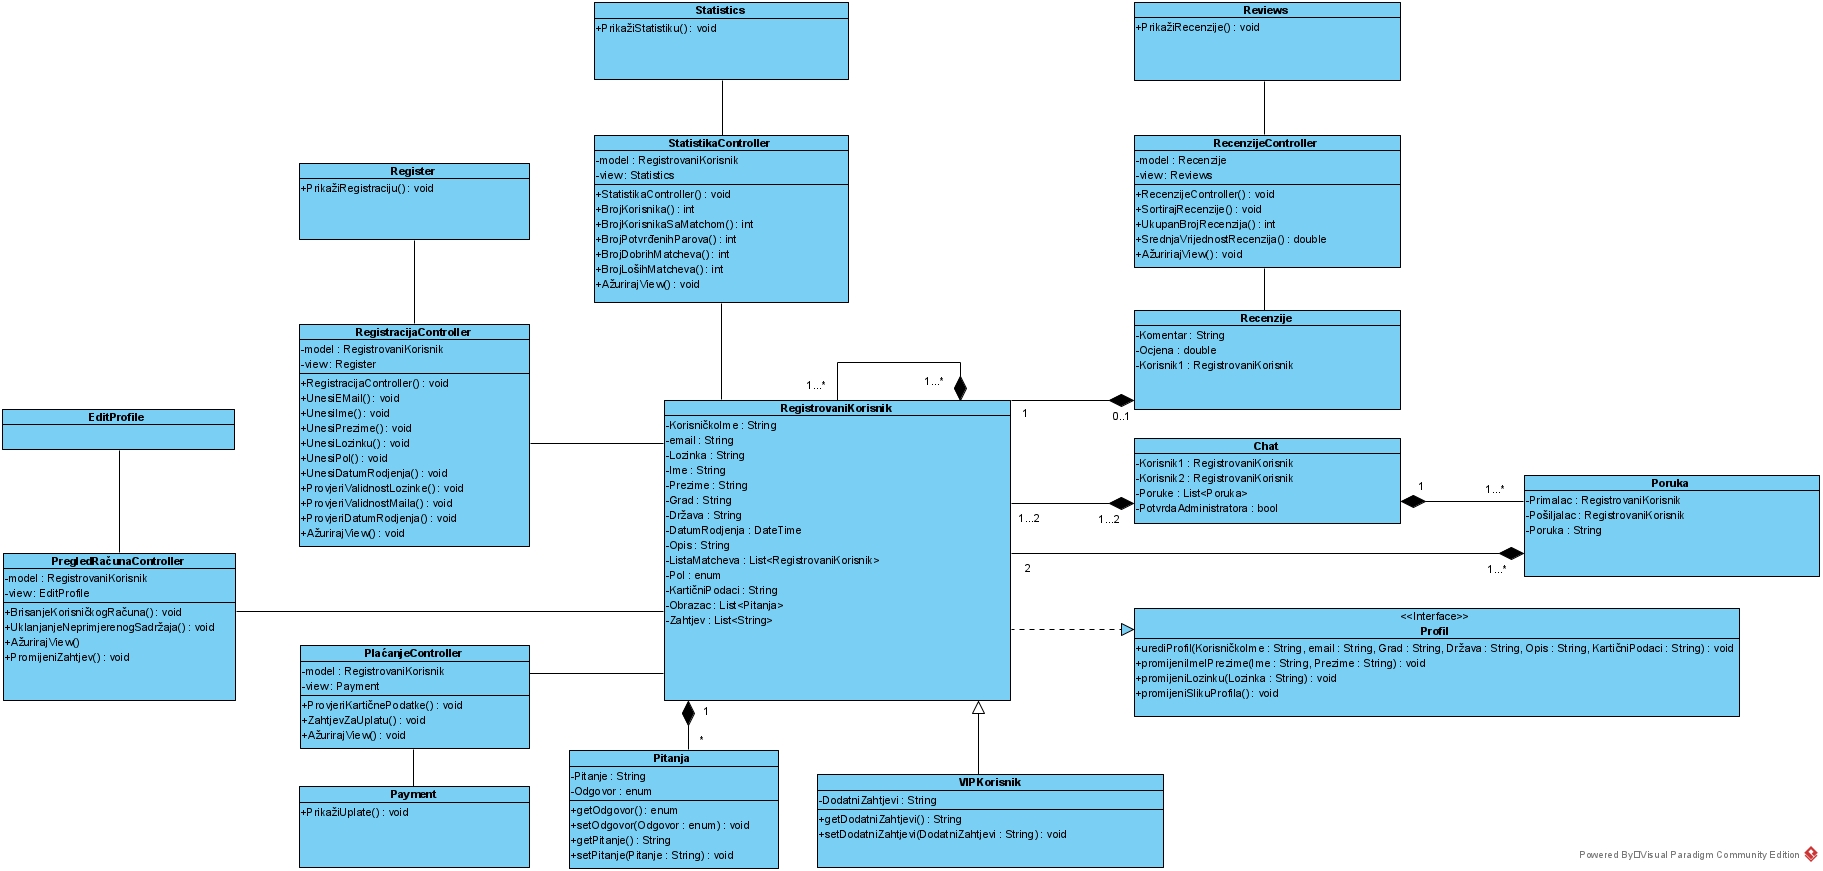 Statistics
+PrikažiStatistiku() : void
Reviews
+PrikažiRecenzije() : void
StatistikaController
-model : RegistrovaniKorisnik
-view: Statistics
+StatistikaController() : void
+BrojKorisnika() : int
+BrojKorisnikaSaMatchom() : int
+BrojPotvrđenihParova() : int
+BrojDobrihMatcheva() : int
+BrojLoših​Matcheva() : int
+AžurirajView() : void
RecenzijeController
-model : Recenzije
-view: Reviews
+RecenzijeController() : void
+SortirajRecenzije() : void
+UkupanBrojRecenzija() : int
+SrednjaVrijednostRecenzija() : double
+AžuririajView() : void
Register
+PrikažiRegistraciju() : void
RegistracijaController
-model : RegistrovaniKorisnik
-view: Register
+RegistracijaController() : void
+UnesiEMail() : void
+UnesiIme() : void
+UnesiPrezime() : void
+UnesiLozinku() : void
+UnesiPol() : void
+UnesiDatumRodjenja() : void
+ProvjeriValidnostLozinke() : void
+ProvjeriValidnostMaila() : void
+ProvjeriDatumRodjenja() : void
+AžurirajView() : void
Recenzije
-Komentar : String
-Ocjena : double
-Korisnik1 : RegistrovaniKorisnik
1...*
1...*
RegistrovaniKorisnik
-KorisničkoIme : String
-email : String
-Lozinka : String
-Ime : String
-Prezime : String
-Grad : String
-Država : String
-DatumRodjenja : DateTime
-Opis : String
-ListaMatcheva : List<RegistrovaniKorisnik>
-Pol : enum
-KartičniPodaci : String
-Obrazac : List<Pitanja>
-Zahtjev : List<String>
1
0..1
Chat
-Korisnik1 : RegistrovaniKorisnik
-Korisnik2 : RegistrovaniKorisnik
-Poruke : List<Poruka>
-PotvrdaAdministratora : bool
1...2
1...2
1
1...*
Poruka
-Primalac : RegistrovaniKorisnik
-Pošiljalac : RegistrovaniKorisnik
-Poruka : String
2
1...*
EditProfile
PregledRačunaController
-model : RegistrovaniKorisnik
-view: EditProfile
+BrisanjeKorisničkogRačuna() : void
+UklanjanjeNeprimjerenogSadržaja() : void
+AžurirajView()
+PromijeniZahtjev() : void
<<Interface>>
Profil
+urediProfil(KorisničkoIme : String, email : String, Grad : String, Država : String, Opis : String, KartičniPodaci : String) : void
+promijeniImeIPrezime(Ime : String, Prezime : String) : void
+promijeniLozinku(Lozinka : String) : void
+promijeniSlikuProfila() : void
PlaćanjeController
-model : RegistrovaniKorisnik
-view: Payment
+ProvjeriKartičnePodatke() : void
+ZahtjevZaUplatu() : void
+AžurirajView() : void
Payment
+PrikažiUplate() : void
1
*
Pitanja
-Pitanje : String
-Odgovor : enum
+getOdgovor() : enum
+setOdgovor(Odgovor : enum) : void
+getPitanje() : String
+setPitanje(Pitanje : String) : void
VIPKorisnik
-DodatniZahtjevi : String
+getDodatniZahtjevi() : String
+setDodatniZahtjevi(DodatniZahtjevi : String) : void
Powered By□Visual Paradigm Community Edition